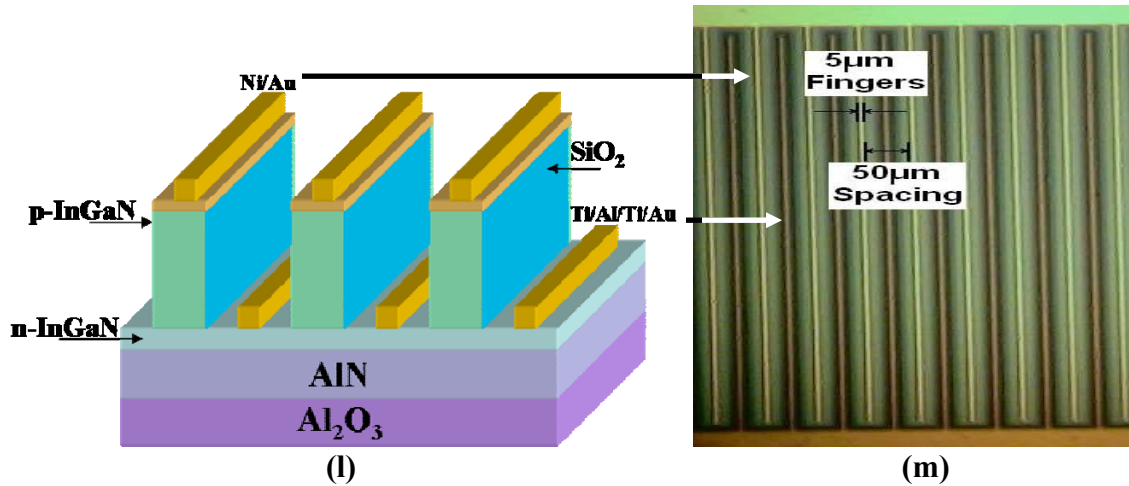 Ni/Au
5µm
Fingers
SiO2
50µm
Spacing
p-InGaN
Ti/Al/Ti/Au
n-InGaN
AlN
Al2O3
(l)
(m)